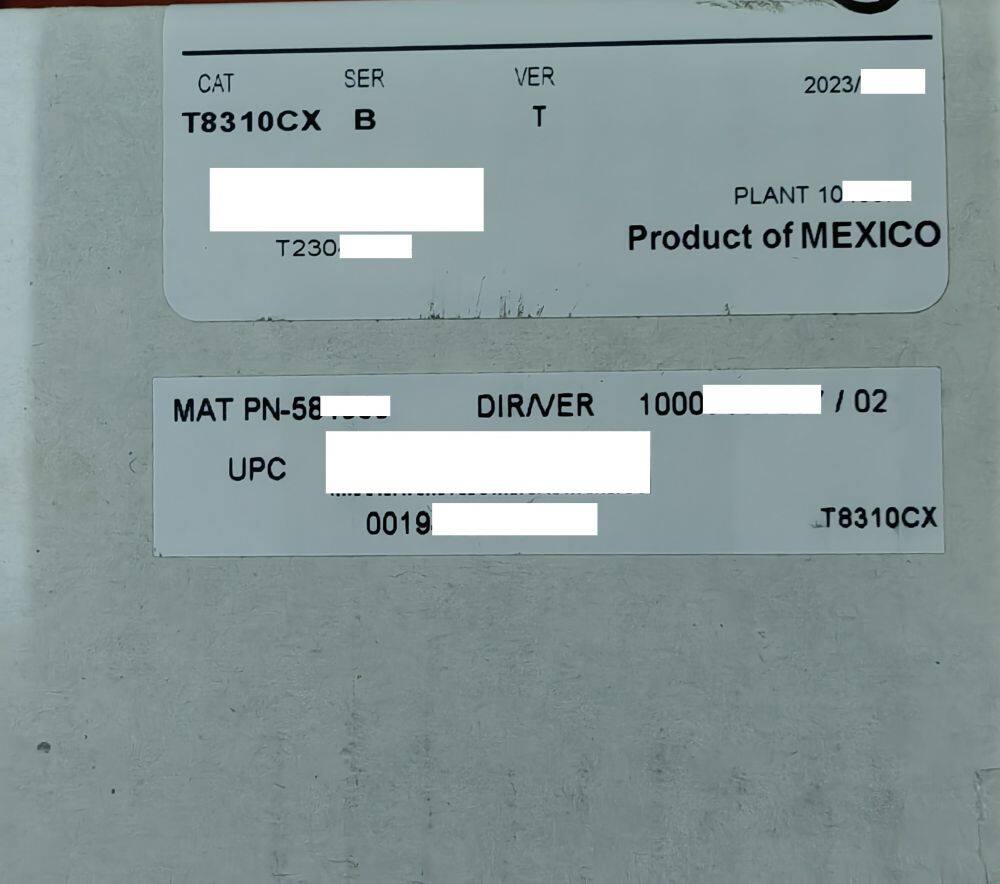 CAT SER VER 2023/
T8310CX B T
PLANT 10
T230
Product of MEXICO
MAT PN-58 DIR/VER 1000 / 02
UPC
0019
T8310CX